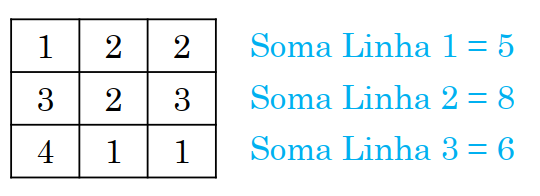 1 2 2 Soma Linha 1 = 5
3 2 3 Soma Linha 2 = 8
4 1 1 Soma Linha 3 = 6